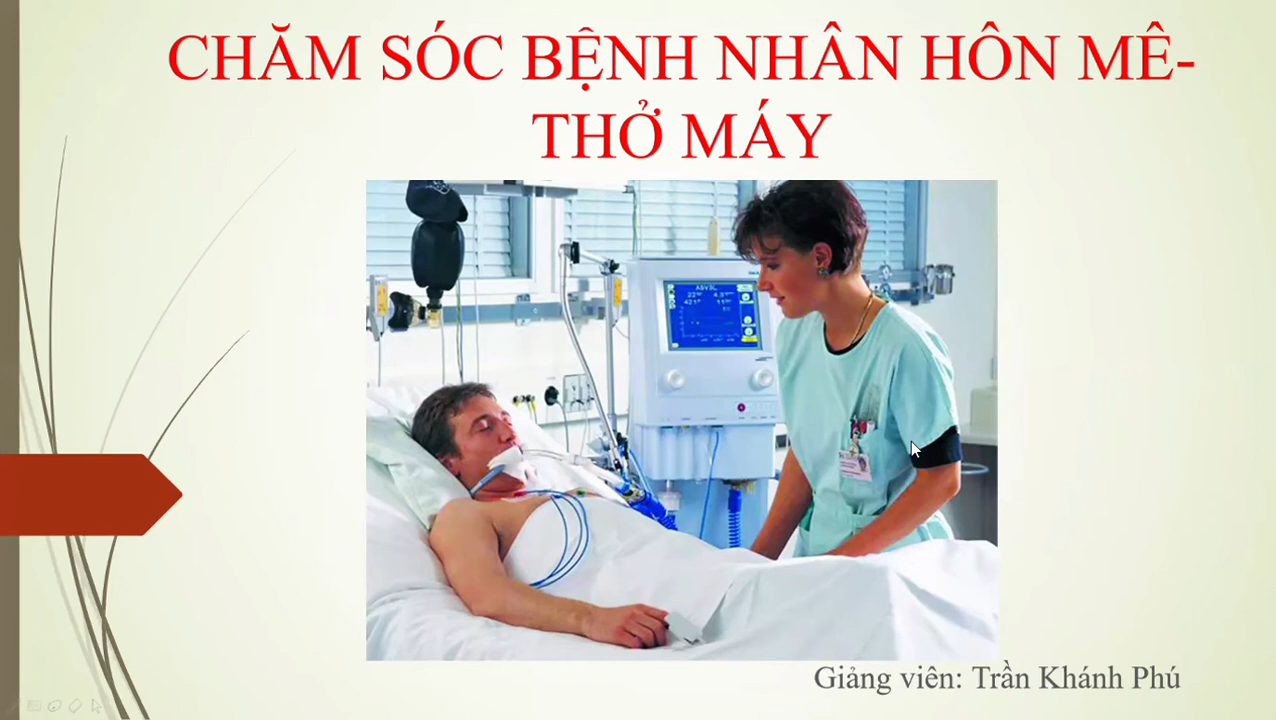 CHĂM SÓC BỆNH NHÂN HÔN MÊ-
THỞ MÁY
Giảng viên: Trần Khánh Phú